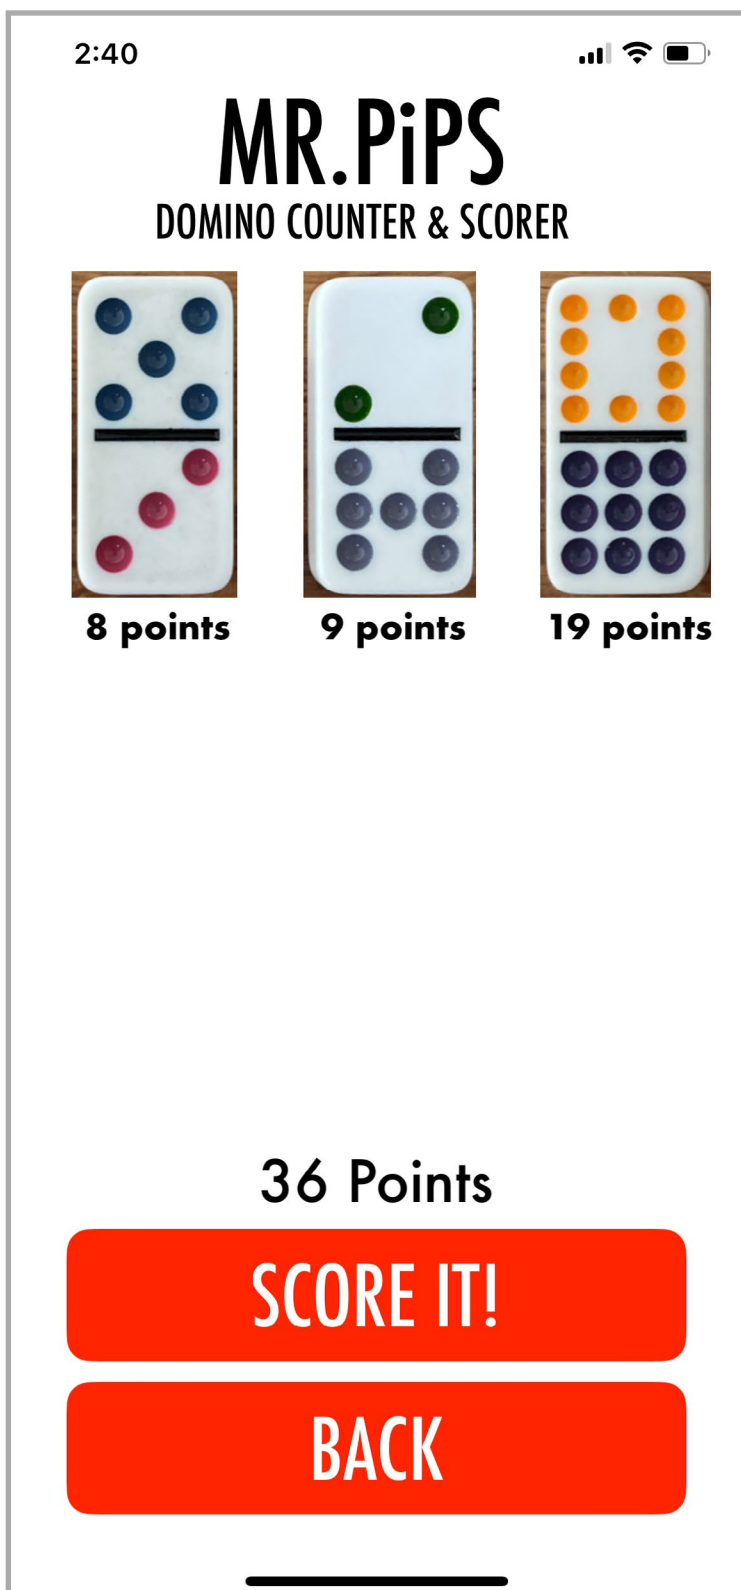 2:40
MR.PiPS
DOMINO COUNTER & SCORER
8 points
9 points
19 points
36 Points
SCORE IT!
BACK